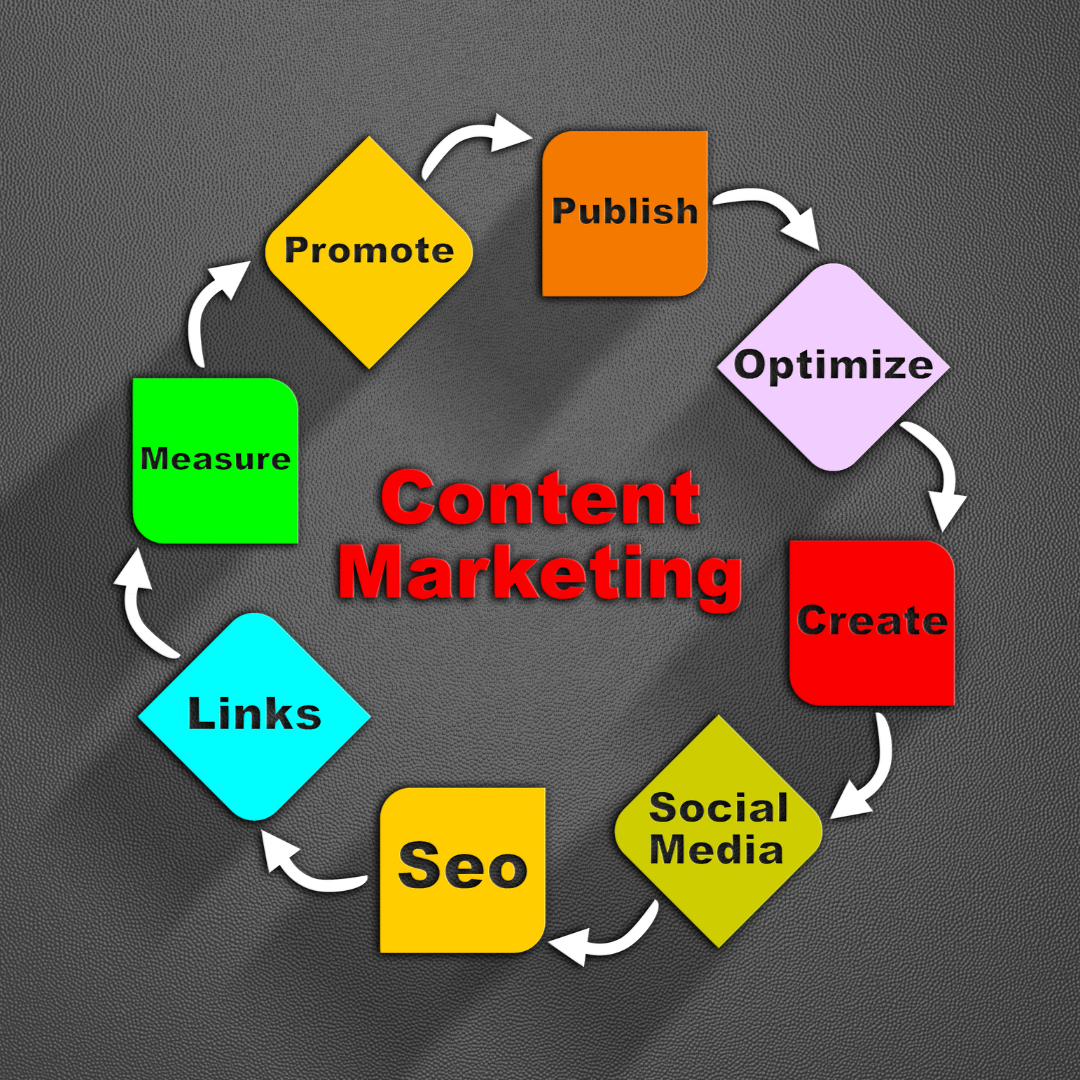 Promote
Publish
Optimize
Create
Social
Media
Seo
Links
Measure
Content
Marketing